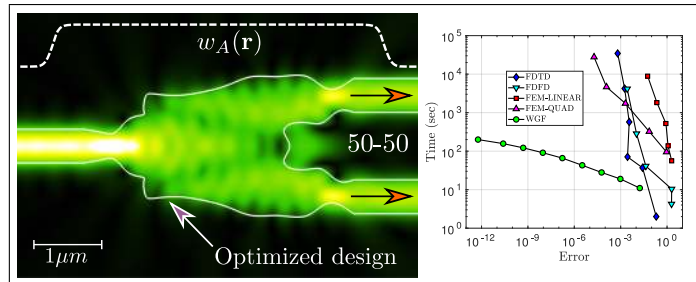 w_A(r)
50-50
Optimized design
1μm
Time (sec)
10^5
10^4
10^3
10^2
10^1
10^0
FDTD
FDFD
FEM-LINEAR
FEM-QUAD
WGF
10^-12 10^-9 10^-6 10^-3 10^0
Error